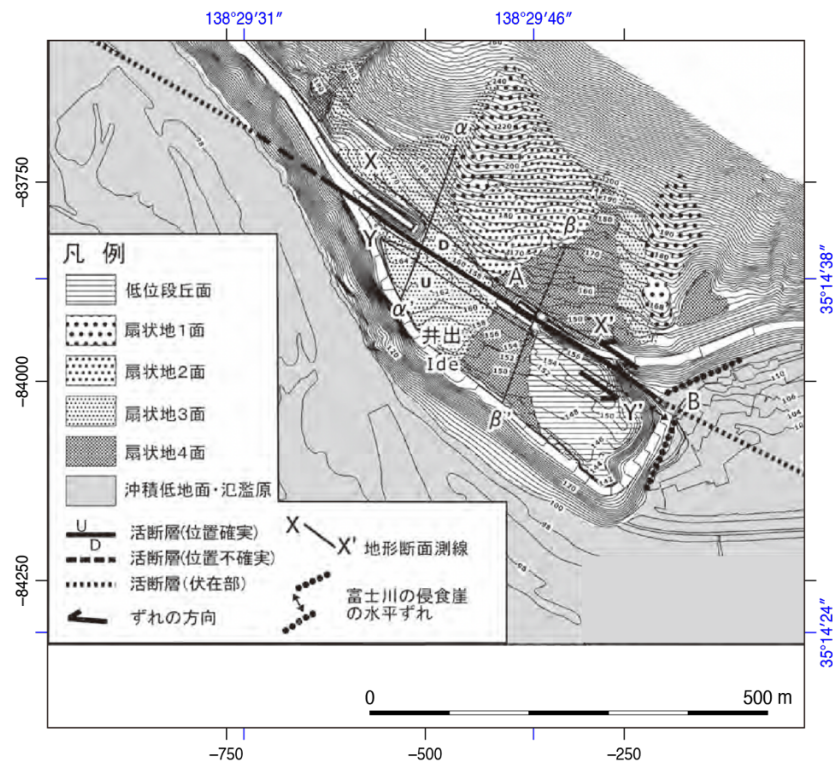 138°29′31″
138°29′46″
-83750
-84000
-84250
35°14′38″
35°14′24″
-750
-500
-250
0
500 m
α
X
β
D
Y
A
U
α′
X′
井出
Ide
Y′
B
β′
凡例
低位段丘面
扇状地1面
扇状地2面
扇状地3面
扇状地4面
沖積低地面・氾濫原
U
D
活断層(位置確実)
活断層(位置不確実)
活断層(伏在部)
ずれの方向
X
X′ 地形断面測線
富士川の侵食崖
の水平ずれ